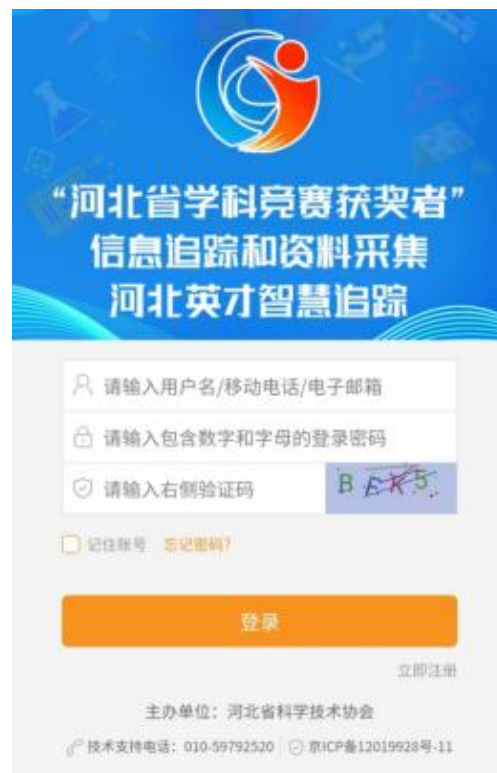 “河北省学科竞赛获奖者”
信息追踪和资料采集
河北英才智慧追踪
请输入用户名/移动电话/电子邮箱
请输入包含数字和字母的登录密码
请输入右侧验证码 BEK5
记住账号 忘记密码?
登录
立即注册
主办单位：河北省科学技术协会
技术支持电话：010-59792520 京ICP备12019928号-11